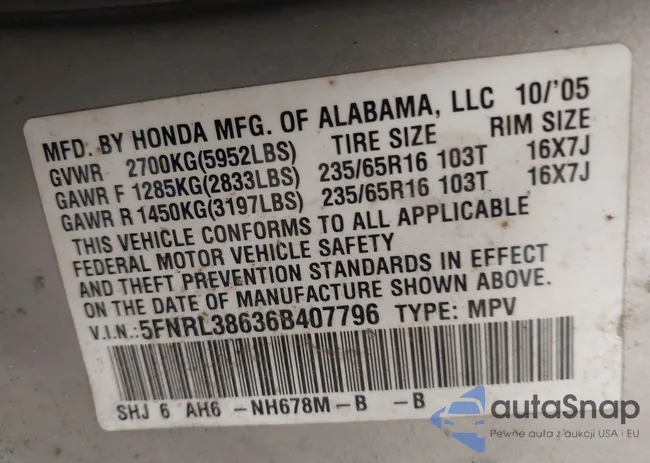 MFD. BY HONDA MFG. OF ALABAMA, LLC 10/'05
GVWR 2700KG(5952LBS) TIRE SIZE RIM SIZE
GAWR F 1285KG(2833LBS) 235/65R16 103T 16X7J
GAWR R 1450KG(3197LBS) 235/65R16 103T 16X7J
THIS VEHICLE CONFORMS TO ALL APPLICABLE
FEDERAL MOTOR VEHICLE SAFETY
AND THEFT PREVENTION STANDARDS IN EFFECT
ON THE DATE OF MANUFACTURE SHOWN ABOVE.
V.I.N.:5FNRL38636B407796 TYPE: MPV
SHJ 6 AH6 -NH678M-B -B
autaSnap
Pewne auta z aukcji USA i EU